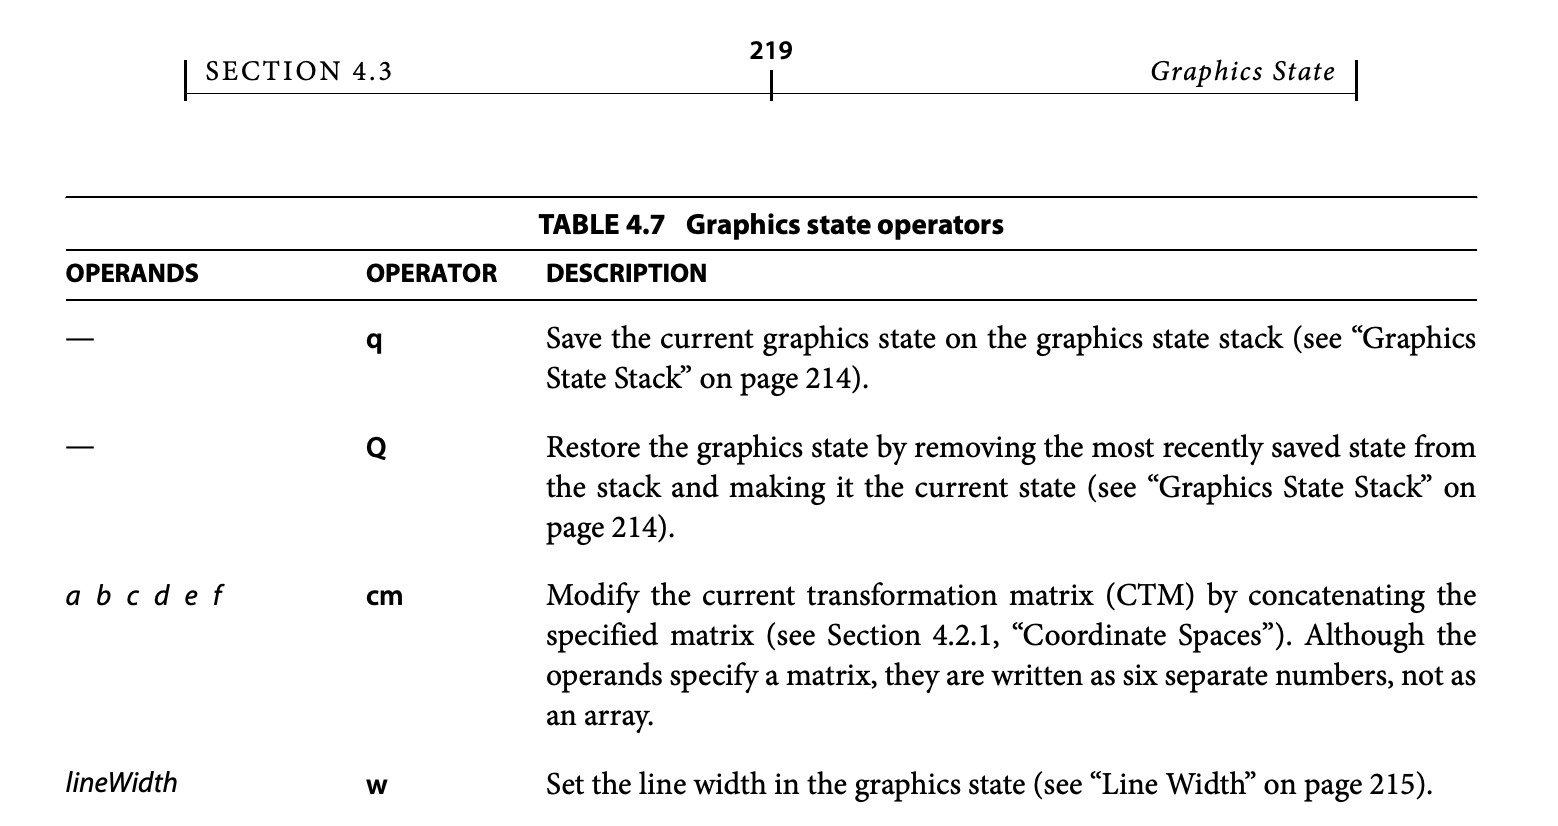 219
SECTION 4.3 Graphics State
TABLE 4.7 Graphics state operators
OPERANDS OPERATOR DESCRIPTION
— q Save the current graphics state on the graphics state stack (see “Graphics
State Stack” on page 214).
— Q Restore the graphics state by removing the most recently saved state from
the stack and making it the current state (see “Graphics State Stack” on
page 214).
a b c d e f cm Modify the current transformation matrix (CTM) by concatenating the
specified matrix (see Section 4.2.1, “Coordinate Spaces”). Although the
operands specify a matrix, they are written as six separate numbers, not as
an array.
lineWidth w Set the line width in the graphics state (see “Line Width” on page 215).